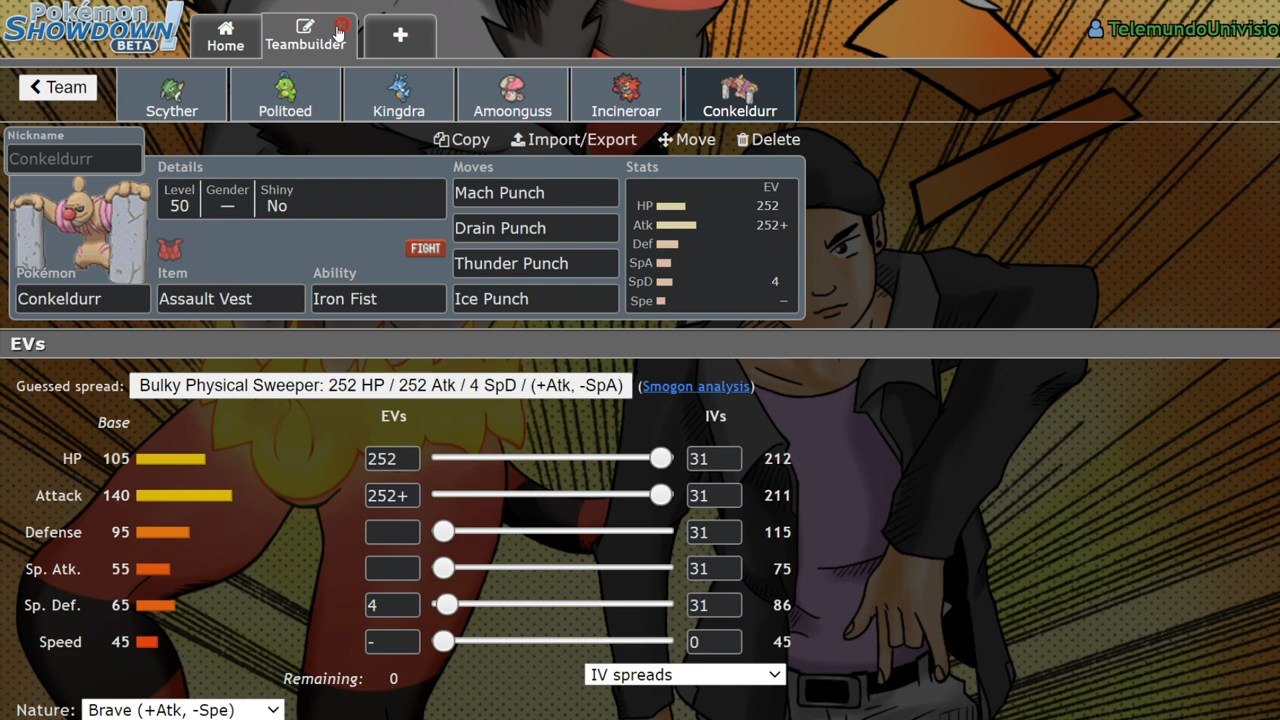 Pokémon
SHOWDOWN!
BETA
Home
Teambuilder
+
TelemundoUnivisio
Team
Scyther
Politoed
Kingdra
Amoonguss
Incineroar
Conkeldurr
Nickname
Conkeldurr
Copy
Import/Export
Move
Delete
Details
Level
50
Gender
—
Shiny
No
FIGHT
Pokémon
Conkeldurr
Item
Assault Vest
Ability
Iron Fist
Moves
Mach Punch
Drain Punch
Thunder Punch
Ice Punch
Stats
EV
HP 252
Atk 252+
Def
SpA
SpD 4
Spe –
EVs
Guessed spread: Bulky Physical Sweeper: 252 HP / 252 Atk / 4 SpD / (+Atk, -SpA) (Smogon analysis)
Base EVs IVs
HP 105 252 31 212
Attack 140 252+ 31 211
Defense 95 31 115
Sp. Atk. 55 31 75
Sp. Def. 65 4 31 86
Speed 45 - 0 45
Remaining: 0
IV spreads
Nature: Brave (+Atk, -Spe)